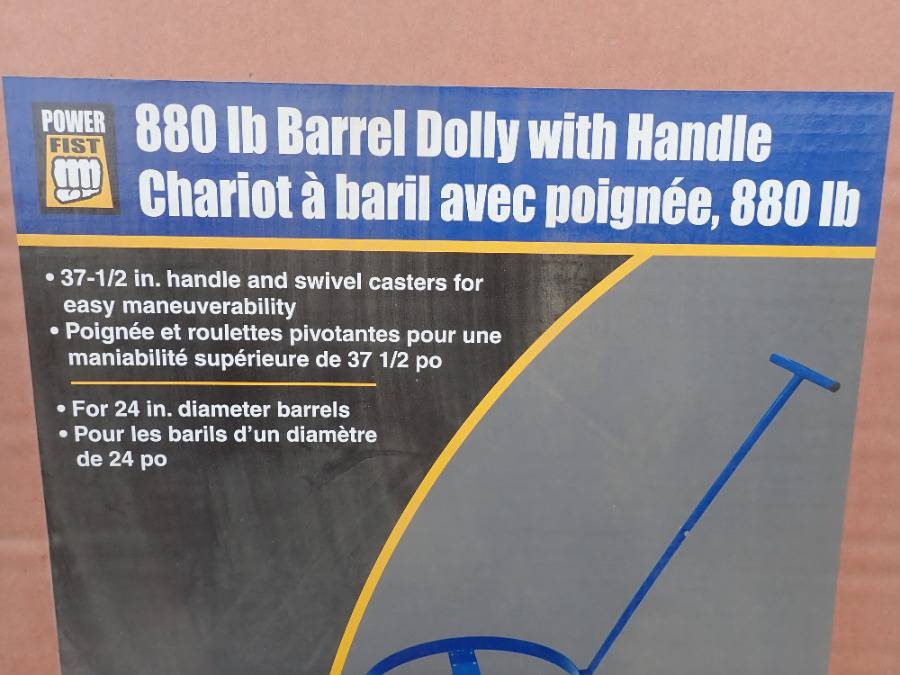 POWER
FIST
880 lb Barrel Dolly with Handle
Chariot à baril avec poignée, 880 lb
• 37-1/2 in. handle and swivel casters for
easy maneuverability
• Poignée et roulettes pivotantes pour une
maniabilité supérieure de 37 1/2 po
• For 24 in. diameter barrels
• Pour les barils d'un diamètre
de 24 po